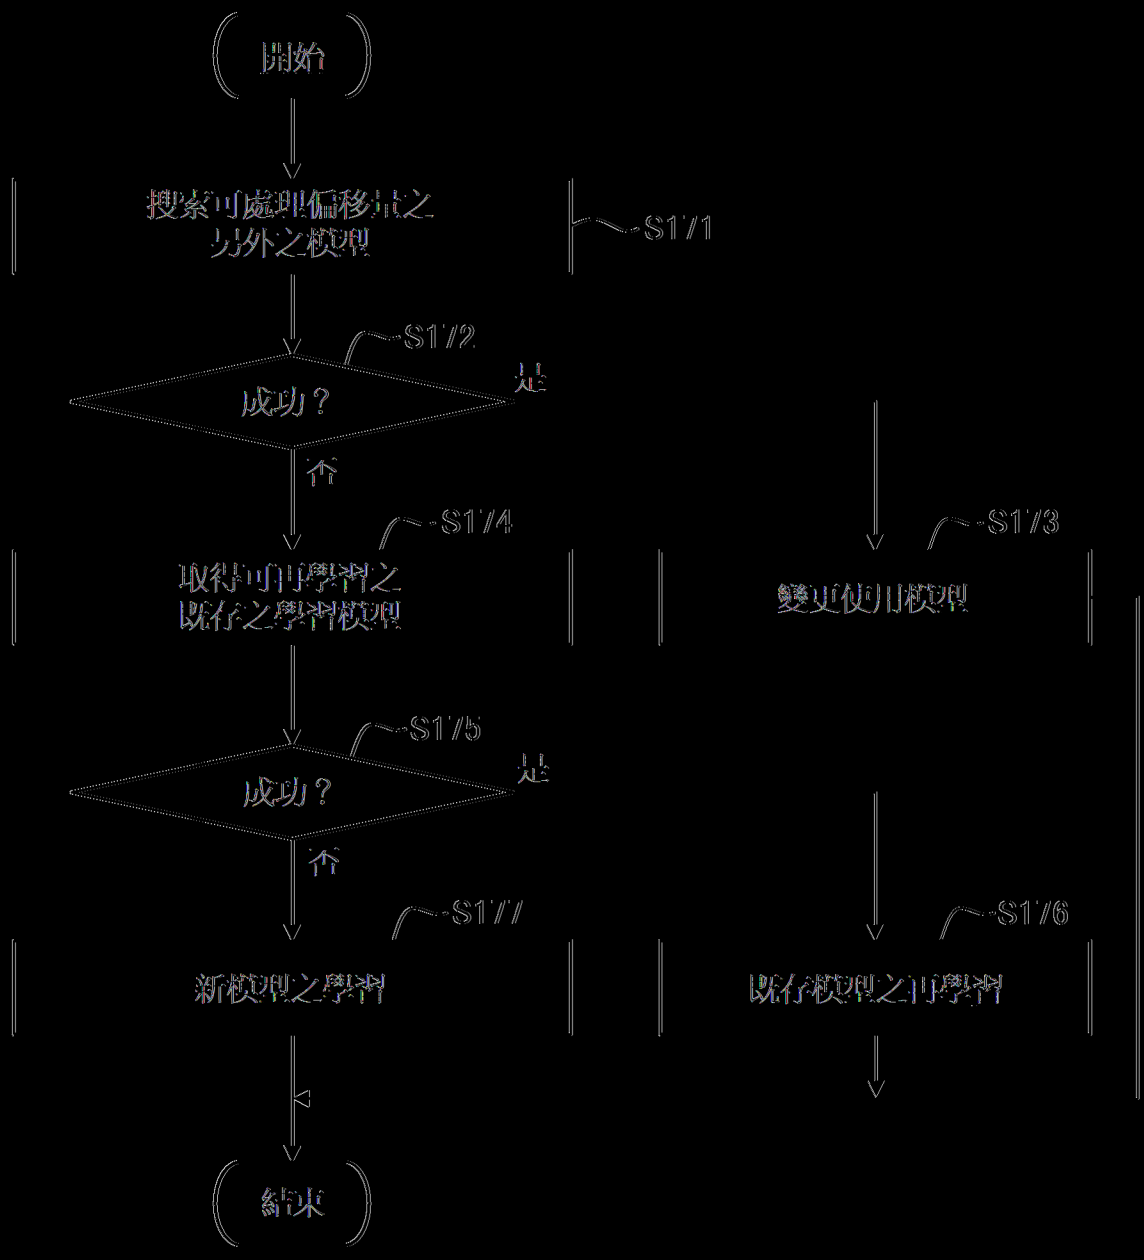 開始
搜索可處理偏移量之
另外之模型
S171
S172
成功？
是
否
S174
取得可再學習之
既存之學習模型
S173
變更使用模型
S175
成功？
是
否
S177
新模型之學習
S176
既存模型之再學習
結束